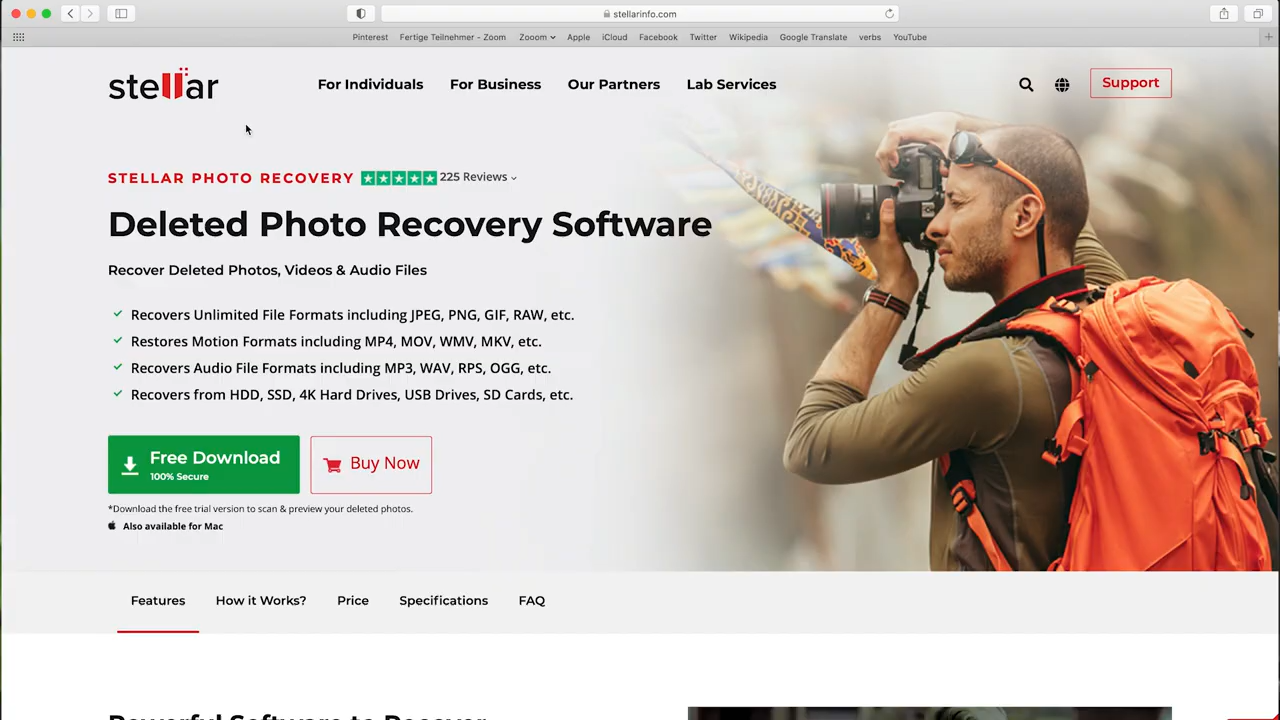 stellarinfo.com
Pinterest Fertige Teilnehmer - Zoom Zooom Apple iCloud Facebook Twitter Wikipedia Google Translate verbs YouTube
stellar For Individuals For Business Our Partners Lab Services Support
STELLAR PHOTO RECOVERY 225 Reviews
Deleted Photo Recovery Software
Recover Deleted Photos, Videos & Audio Files
Recovers Unlimited File Formats including JPEG, PNG, GIF, RAW, etc.
Restores Motion Formats including MP4, MOV, WMV, MKV, etc.
Recovers Audio File Formats including MP3, WAV, RPS, OGG, etc.
Recovers from HDD, SSD, 4K Hard Drives, USB Drives, SD Cards, etc.
Free Download
100% Secure
Buy Now
*Download the free trial version to scan & preview your deleted photos.
Also available for Mac
Features How it Works? Price Specifications FAQ
Powerful Software to Recover